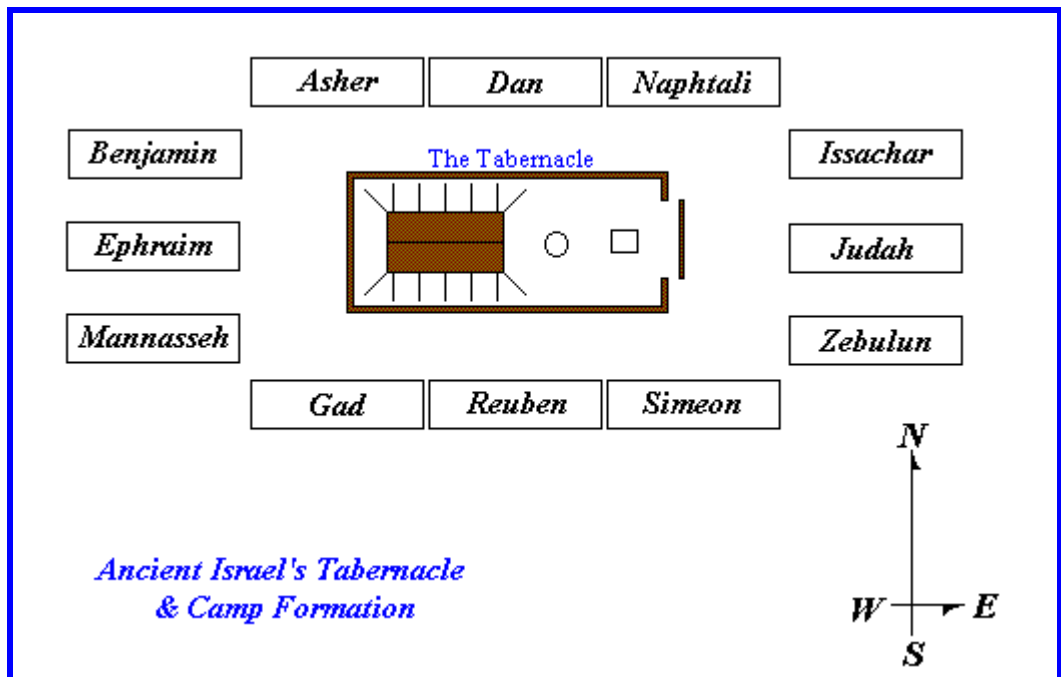 Asher Dan Naphtali
Benjamin Issachar
The Tabernacle
Ephraim Judah
Mannasseh Zebulun
Gad Reuben Simeon
N
Ancient Israel's Tabernacle
& Camp Formation
W E
S